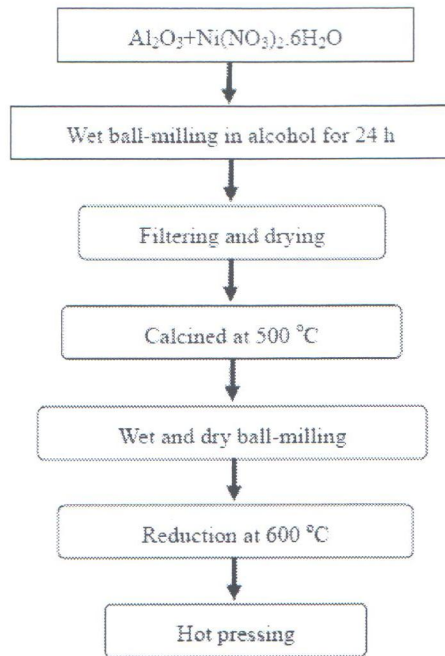 Al₂O₃+Ni(NO₃)₂.6H₂O
Wet ball-milling in alcohol for 24 h
Filtering and drying
Calcined at 500 °C
Wet and dry ball-milling
Reduction at 600 °C
Hot pressing